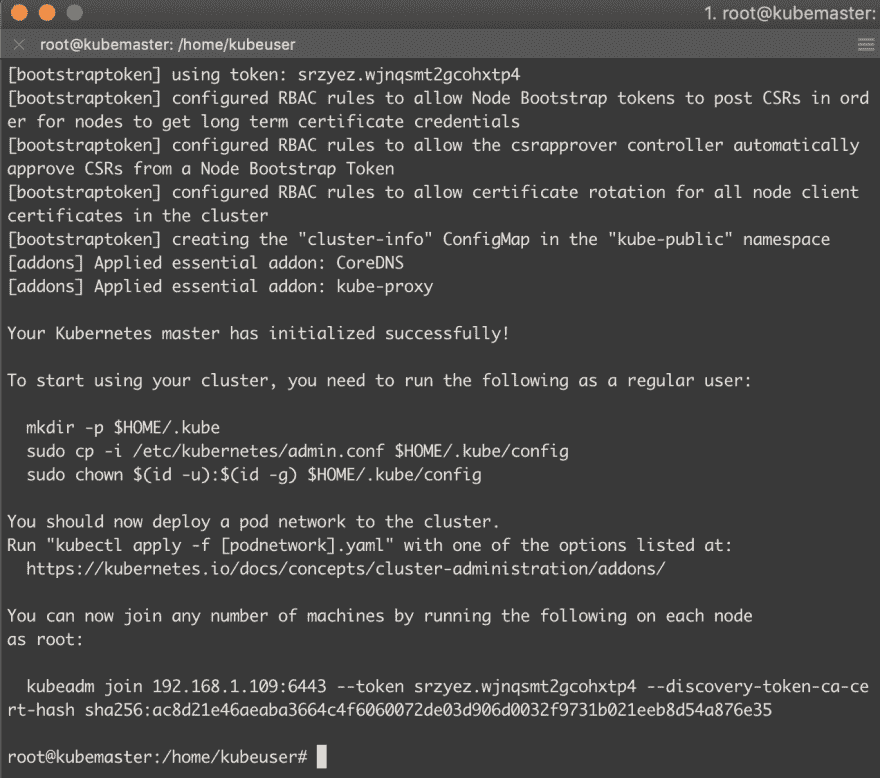 1. root@kubemaster:
root@kubemaster: /home/kubeuser
[bootstraptoken] using token: srzyez.wjnqsmt2gcohxtp4
[bootstraptoken] configured RBAC rules to allow Node Bootstrap tokens to post CSRs in ord
er for nodes to get long term certificate credentials
[bootstraptoken] configured RBAC rules to allow the csrapprover controller automatically
approve CSRs from a Node Bootstrap Token
[bootstraptoken] configured RBAC rules to allow certificate rotation for all node client
certificates in the cluster
[bootstraptoken] creating the "cluster-info" ConfigMap in the "kube-public" namespace
[addons] Applied essential addon: CoreDNS
[addons] Applied essential addon: kube-proxy
Your Kubernetes master has initialized successfully!
To start using your cluster, you need to run the following as a regular user:
mkdir -p $HOME/.kube
sudo cp -i /etc/kubernetes/admin.conf $HOME/.kube/config
sudo chown $(id -u):$(id -g) $HOME/.kube/config
You should now deploy a pod network to the cluster.
Run "kubectl apply -f [podnetwork].yaml" with one of the options listed at:
https://kubernetes.io/docs/concepts/cluster-administration/addons/
You can now join any number of machines by running the following on each node
as root:
kubeadm join 192.168.1.109:6443 --token srzyez.wjnqsmt2gcohxtp4 --discovery-token-ca-ce
rt-hash sha256:ac8d21e46aeaba3664c4f6060072de03d906d0032f9731b021eeb8d54a876e35
root@kubemaster:/home/kubeuser#